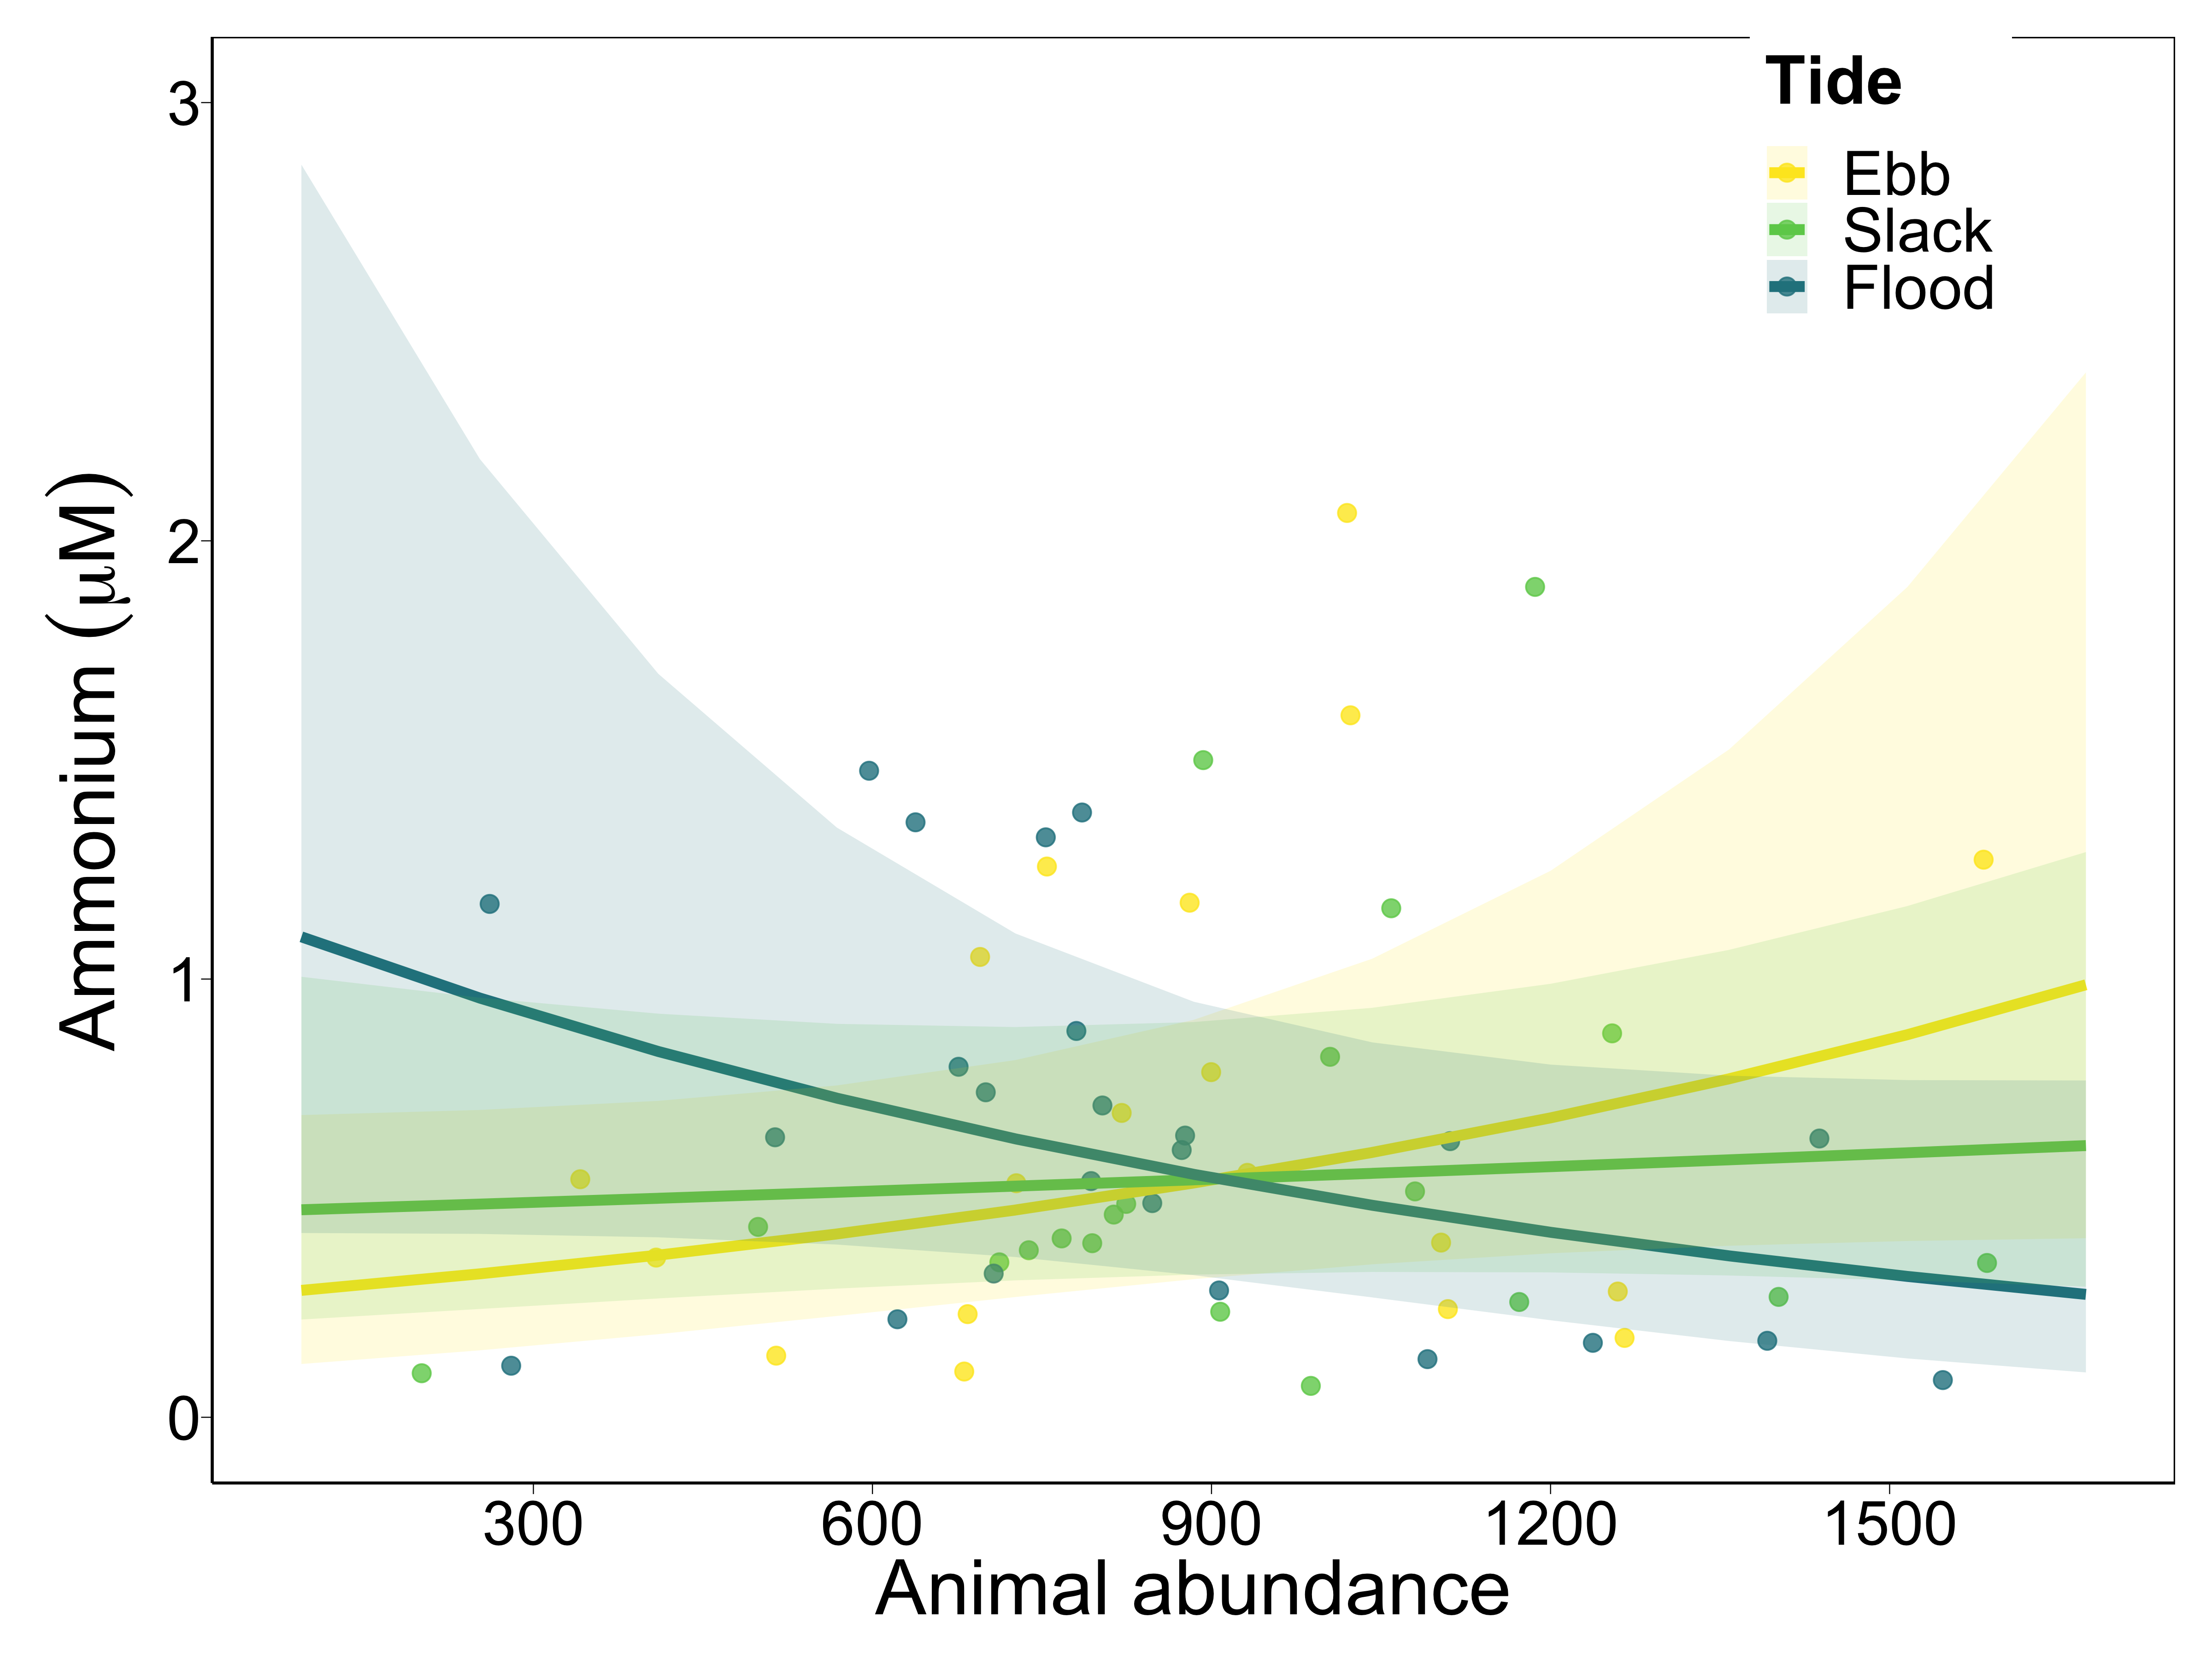 Tide
Ebb
Slack
Flood
Ammonium (μM)
3
2
1
0
300 600 900 1200 1500
Animal abundance